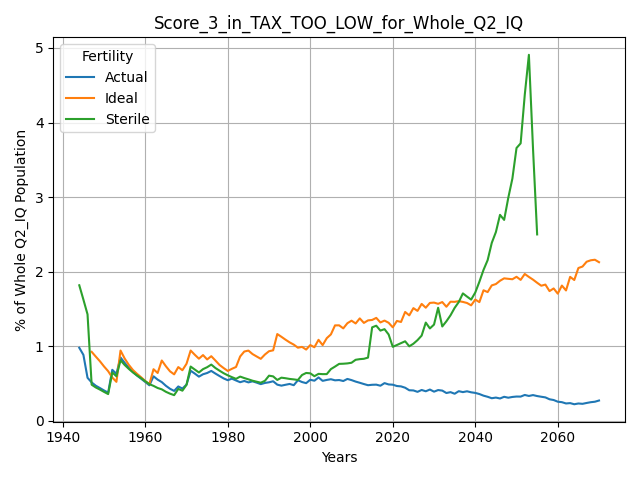 Score_3_in_TAX_TOO_LOW_for_Whole_Q2_IQ
% of Whole Q2_IQ Population
5
4
3
2
1
0
Fertility
Actual
Ideal
Sterile
1940 1960 1980 2000 2020 2040 2060
Years